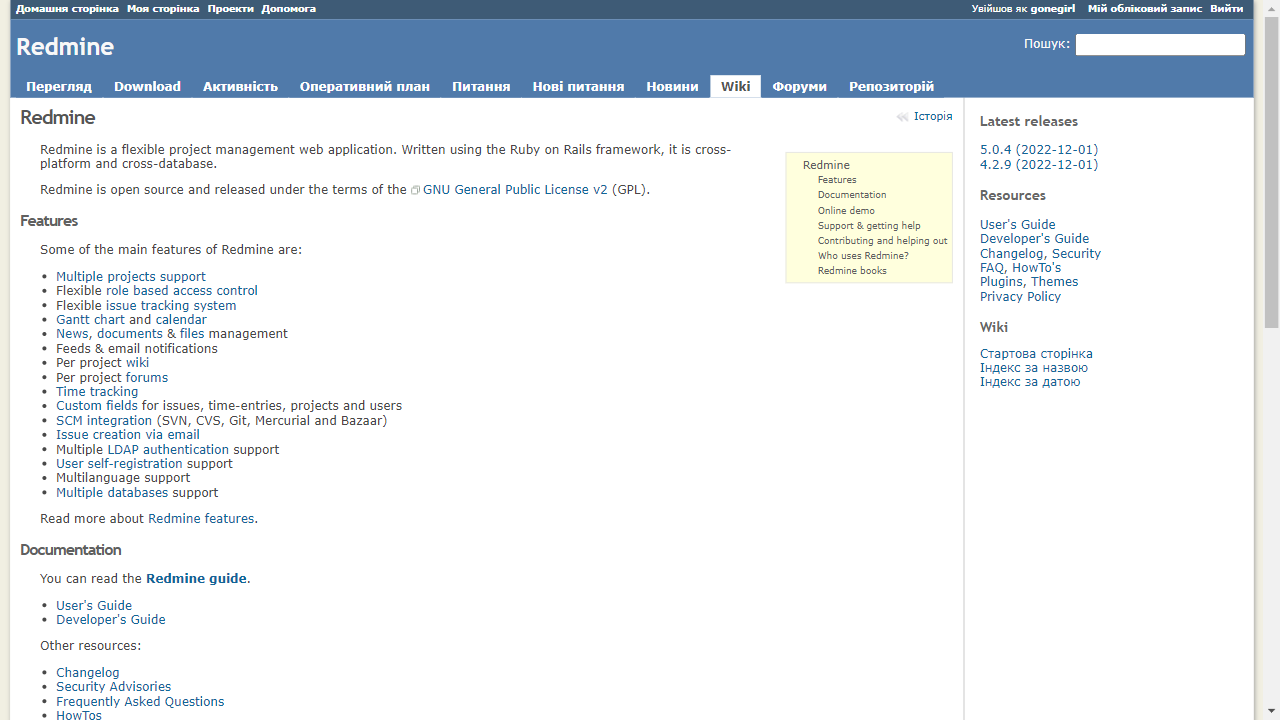 Домашня сторінка Моя сторінка Проекти Допомога
Увійшов як gonegirl Мій обліковий запис Вийти
Redmine
Пошук:
Перегляд Download Активність Оперативний план Питання Нові питання Новини Wiki Форуми Репозиторій
Redmine
Історія
Redmine is a flexible project management web application. Written using the Ruby on Rails framework, it is cross-
platform and cross-database.
Redmine is open source and released under the terms of the GNU General Public License v2 (GPL).
Redmine
Features
Documentation
Online demo
Support & getting help
Contributing and helping out
Who uses Redmine?
Redmine books
Features
Some of the main features of Redmine are:
• Multiple projects support
• Flexible role based access control
• Flexible issue tracking system
• Gantt chart and calendar
• News, documents & files management
• Feeds & email notifications
• Per project wiki
• Per project forums
• Time tracking
• Custom fields for issues, time-entries, projects and users
• SCM integration (SVN, CVS, Git, Mercurial and Bazaar)
• Issue creation via email
• Multiple LDAP authentication support
• User self-registration support
• Multilanguage support
• Multiple databases support
Read more about Redmine features.
Documentation
You can read the Redmine guide.
• User's Guide
• Developer's Guide
Other resources:
• Changelog
• Security Advisories
• Frequently Asked Questions
• HowTos
Latest releases
5.0.4 (2022-12-01)
4.2.9 (2022-12-01)
Resources
User's Guide
Developer's Guide
Changelog, Security
FAQ, HowTo's
Plugins, Themes
Privacy Policy
Wiki
Стартова сторінка
Індекс за назвою
Індекс за датою